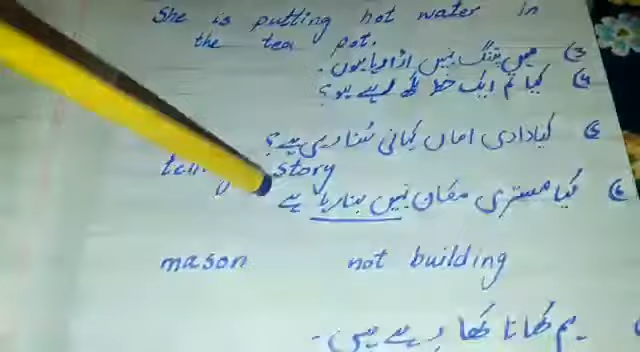 She is putting hot water in
the tea pot.
میں پتنگ نہیں اڑا رہا ہوں۔
کیا تم ایک خط لکھ رہے ہو؟
کیا دادی اماں کہانی سنا رہی ہے؟
story
کیا مستری مکان نہیں بنا رہا ہے
mason not building
ہم کھانا کھا رہے ہیں۔